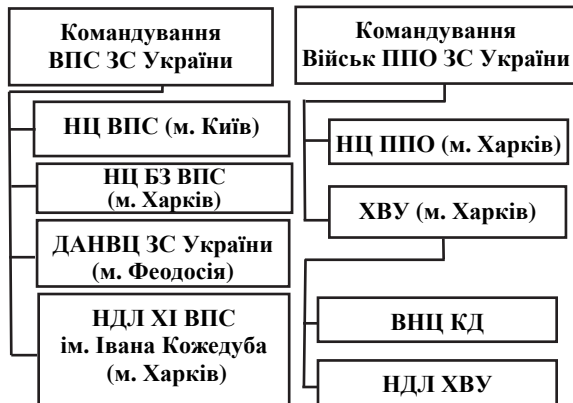 Командування
ВПС ЗС України
НЦ ВПС (м. Київ)
НЦ БЗ ВПС
(м. Харків)
ДАНВЦ ЗС України
(м. Феодосія)
НДЛ ХІ ВПС
ім. Івана Кожедуба
(м. Харків)
Командування
Військ ППО ЗС України
НЦ ППО (м. Харків)
ХВУ (м. Харків)
ВНЦ КД
НДЛ ХВУ